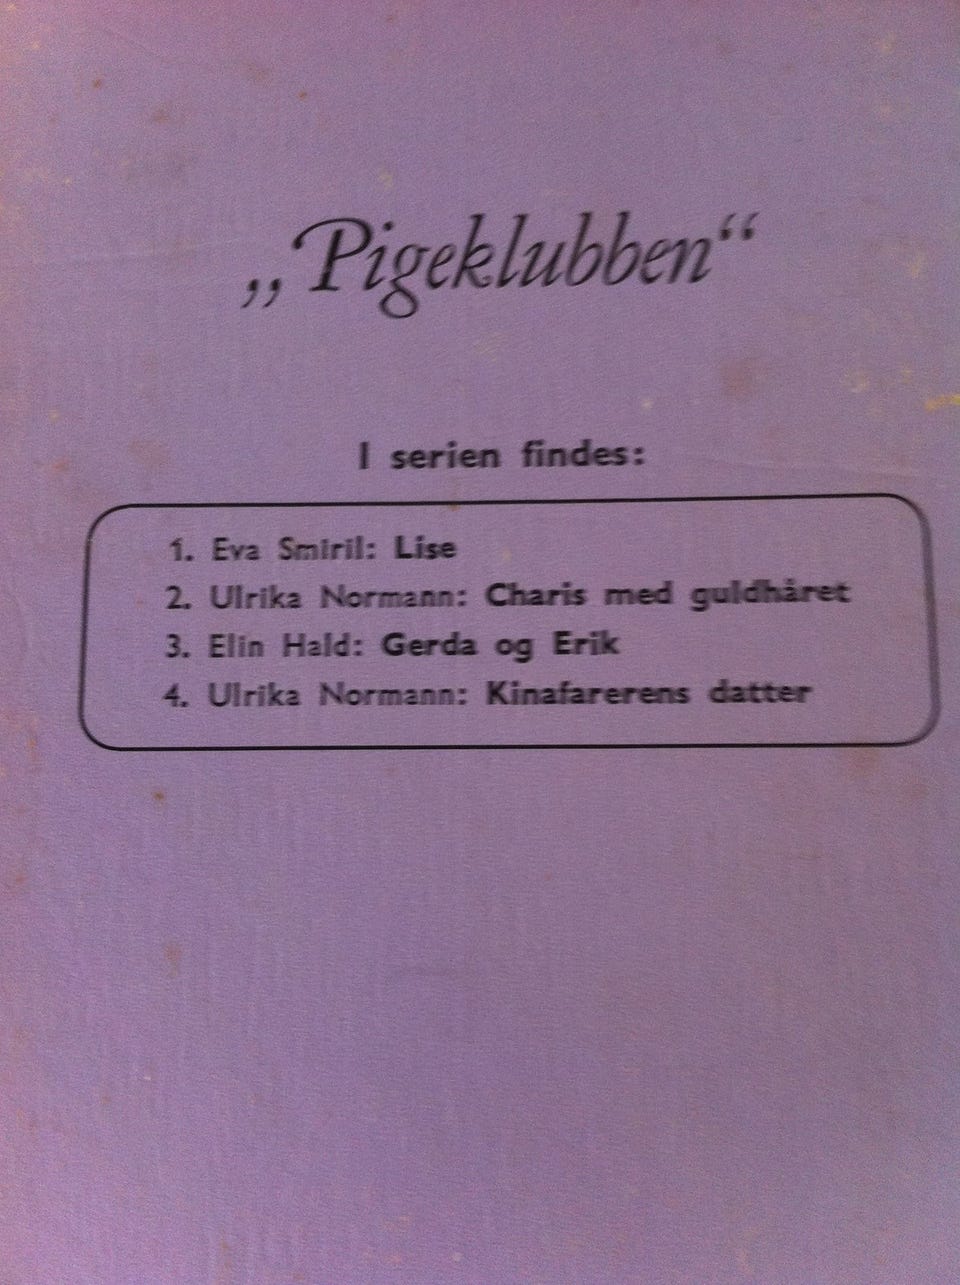 „Pigeklubben“
I serien findes:
1. Eva Smiril: Lise
2. Ulrika Normann: Charis med guldhåret
3. Elin Hald: Gerda og Erik
4. Ulrika Normann: Kinafarerens datter